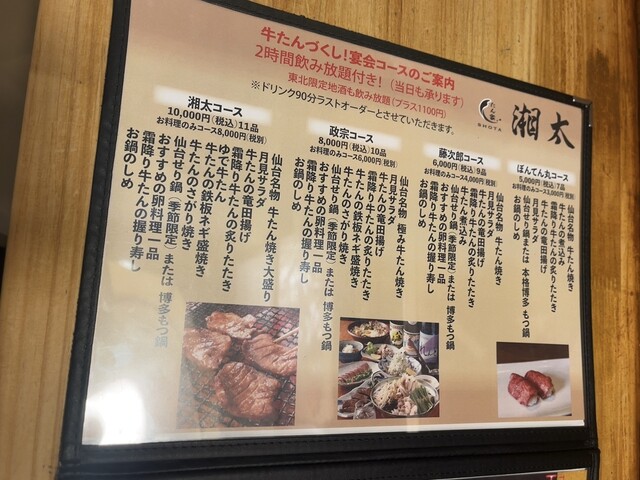 牛たんづくし!宴会コースのご案内
2時間飲み放題付き!(当日も承ります)
東北限定地酒も飲み放題(プラス1100円)
※ドリンク90分ラストオーダーとさせていただきます。
SHOTA
湘太
湘太コース
10,000円(税込)11品
お料理のみコース8,000円(税別)
仙台名物 牛たん焼き大盛り
月見サラダ
牛たんの竜田揚げ
霜降り牛たんの炙りたたき
ゆで牛たん
牛たんの鉄板ネギ盛焼き
牛たんのさがり焼き
仙台せり鍋(季節限定)または 博多もつ鍋
おすすめの卵料理一品
霜降り牛たんの握り寿し
お鍋のしめ
政宗コース
8,000円(税込)10品
お料理のみコース6,000円(税別)
仙台名物 極み牛たん焼き
月見サラダ
牛たんの竜田揚げ
霜降り牛たんの炙りたたき
牛たんの鉄板ネギ盛焼き
牛たんのさがり焼き
おすすめの卵料理一品
仙台せり鍋(季節限定)または 博多もつ鍋
霜降り牛たんの握り寿し
お鍋のしめ
藤次郎コース
6,000円(税込)9品
お料理のみコース4,000円(税別)
仙台名物 牛たん焼き
月見サラダ
牛たんの竜田揚げ
霜降り牛たんの炙りたたき
牛たん煮込み
おすすめの卵料理一品
仙台せり鍋(季節限定)または 博多もつ鍋
霜降り牛たんの握り寿し
お鍋のしめ
ぼんてん丸コース
5,000円(税込)7品
お料理のみコース3,000円(税別)
仙台名物 牛たん焼き
牛たんの煮込み
霜降り牛たんの炙りたたき
牛たんの竜田揚げ
月見サラダ
仙台せり鍋または 本格博多 もつ鍋
お鍋のしめ